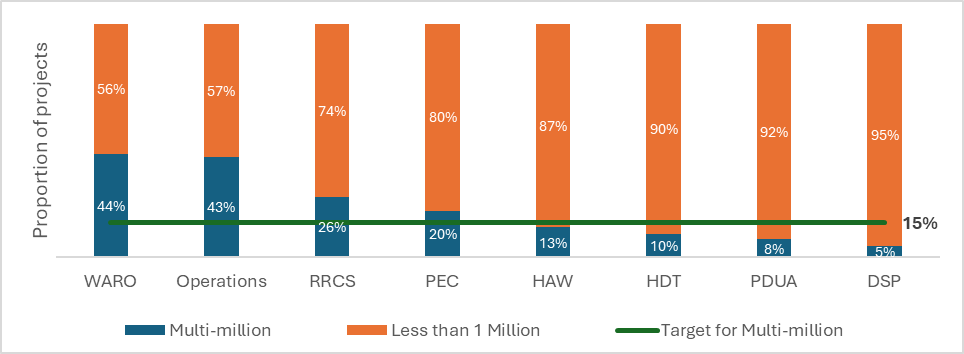 Proportion of projects
56% 57% 74% 80% 87% 90% 92% 95%
44% 43% 26% 20% 13% 10% 8% 5%
15%
WARO Operations RRCS PEC HAW HDT PDUA DSP
Multi-million Less than 1 Million Target for Multi-million